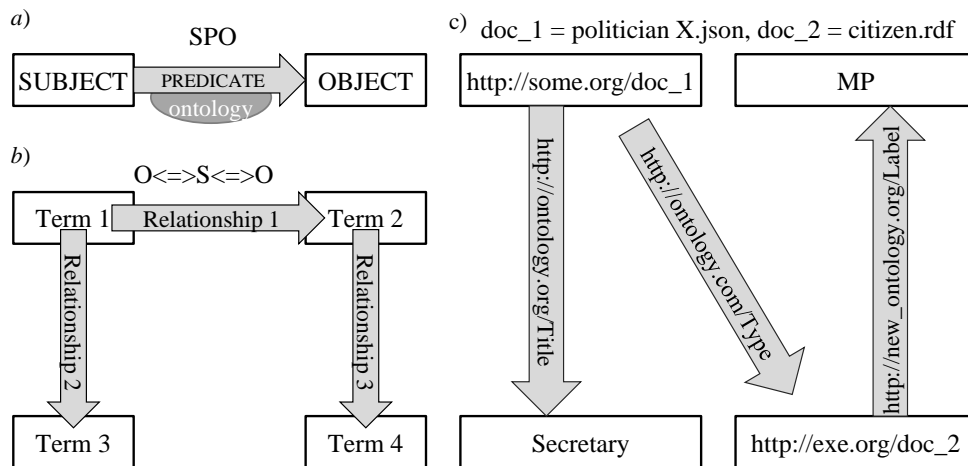 a)
SPO
SUBJECT PREDICATE OBJECT
ontology
b)
O<=>S<=>O
Term 1 Relationship 1 Term 2
Relationship 2
Relationship 3
Term 3
Term 4
c) doc_1 = politician X.json, doc_2 = citizen.rdf
http://some.org/doc_1
MP
http://ontology.org/Title
http://ontology.com/Type
http://new_ontology.org/Label
Secretary
http://exe.org/doc_2